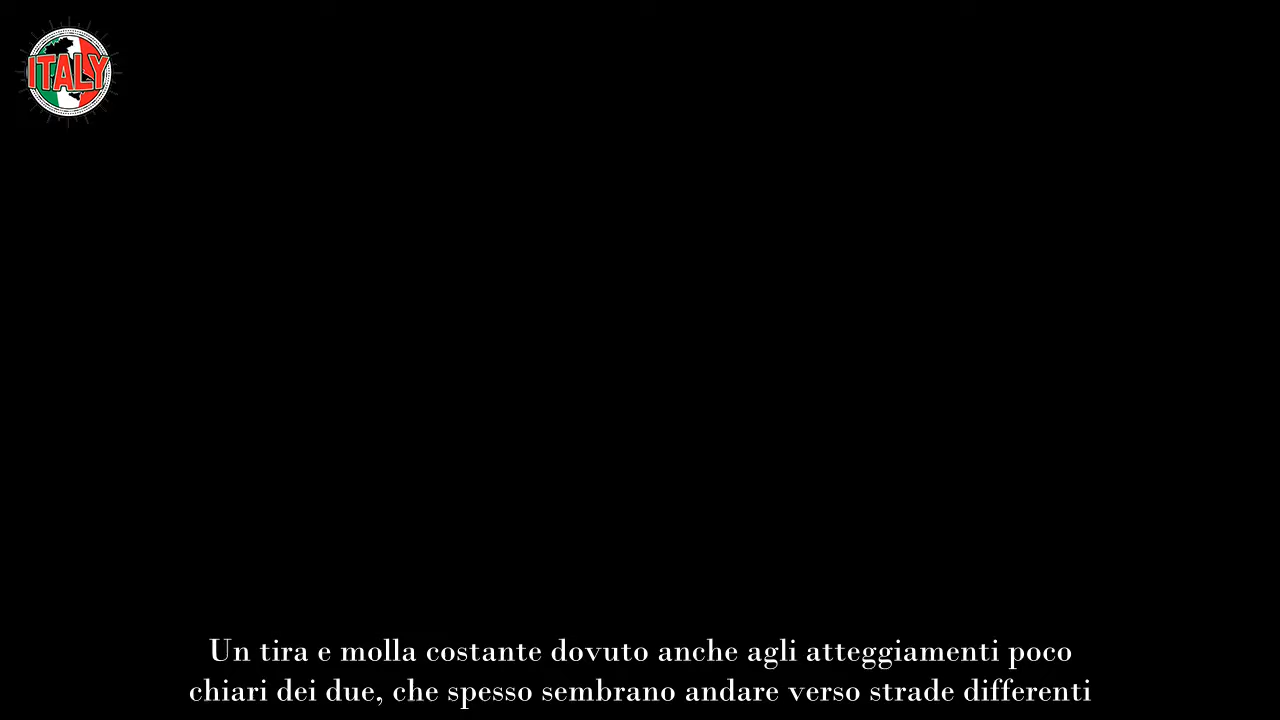 ITALY
Un tira e molla costante dovuto anche agli atteggiamenti poco
chiari dei due, che spesso sembrano andare verso strade differenti